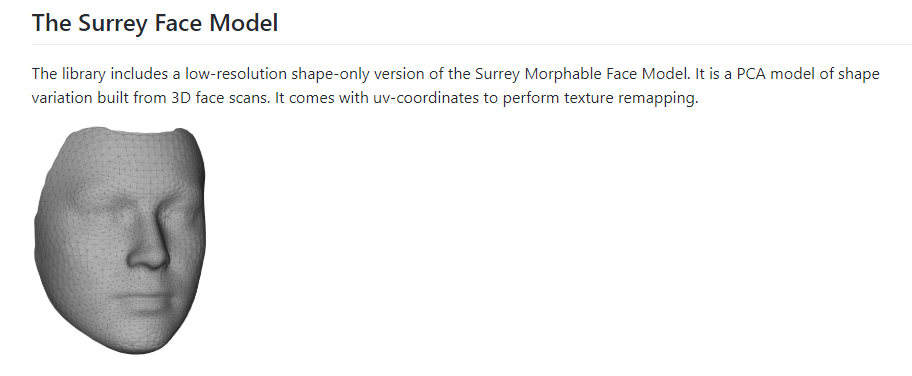 The Surrey Face Model
The library includes a low-resolution shape-only version of the Surrey Morphable Face Model. It is a PCA model of shape
variation built from 3D face scans. It comes with uv-coordinates to perform texture remapping.